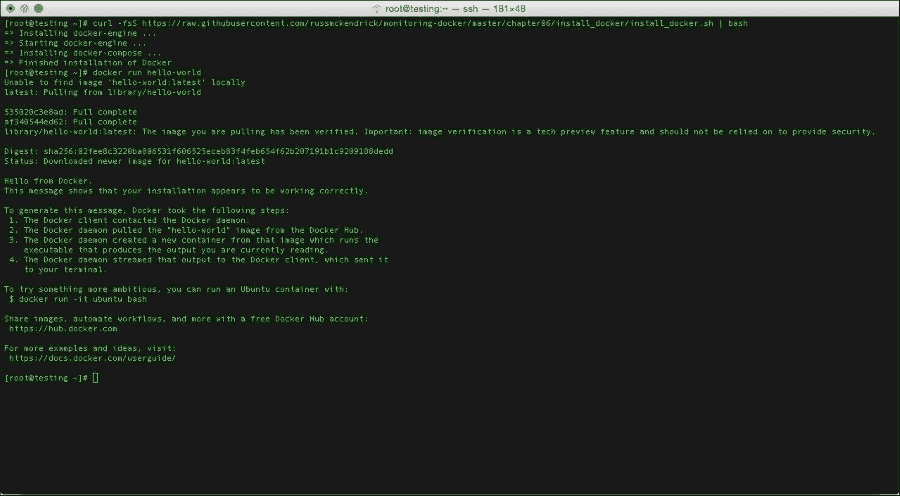 root@testing:~ — ssh — 181×48
[root@testing ~]# curl -fsS https://raw.githubusercontent.com/russmckendrick/monitoring-docker/master/chapter06/install_docker/install_docker.sh | bash
=> Installing docker-engine ...
=> Starting docker-engine ...
=> Installing docker-compose ...
=> Finished installation of Docker
[root@testing ~]# docker run hello-world
Unable to find image 'hello-world:latest' locally
latest: Pulling from library/hello-world
535020c3e8ad: Pull complete
af340544ed62: Pull complete
library/hello-world:latest: The image you are pulling has been verified. Important: image verification is a tech preview feature and should not be relied on to provide security.
Digest:
Status: Downloaded newer image for hello-world:latest
Hello from Docker.
This message shows that your installation appears to be working correctly.
To generate this message, Docker took the following steps:
1. The Docker client contacted the Docker daemon.
2. The Docker daemon pulled the "hello-world" image from the Docker Hub.
3. The Docker daemon created a new container from that image which runs the
executable that produces the output you are currently reading.
4. The Docker daemon streamed that output to the Docker client, which sent it
to your terminal.
To try something more ambitious, you can run an Ubuntu container with:
$ docker run -it ubuntu bash
Share images, automate workflows, and more with a free Docker Hub account:
https://hub.docker.com
For more examples and ideas, visit:
https://docs.docker.com/userguide/
[root@testing ~]#